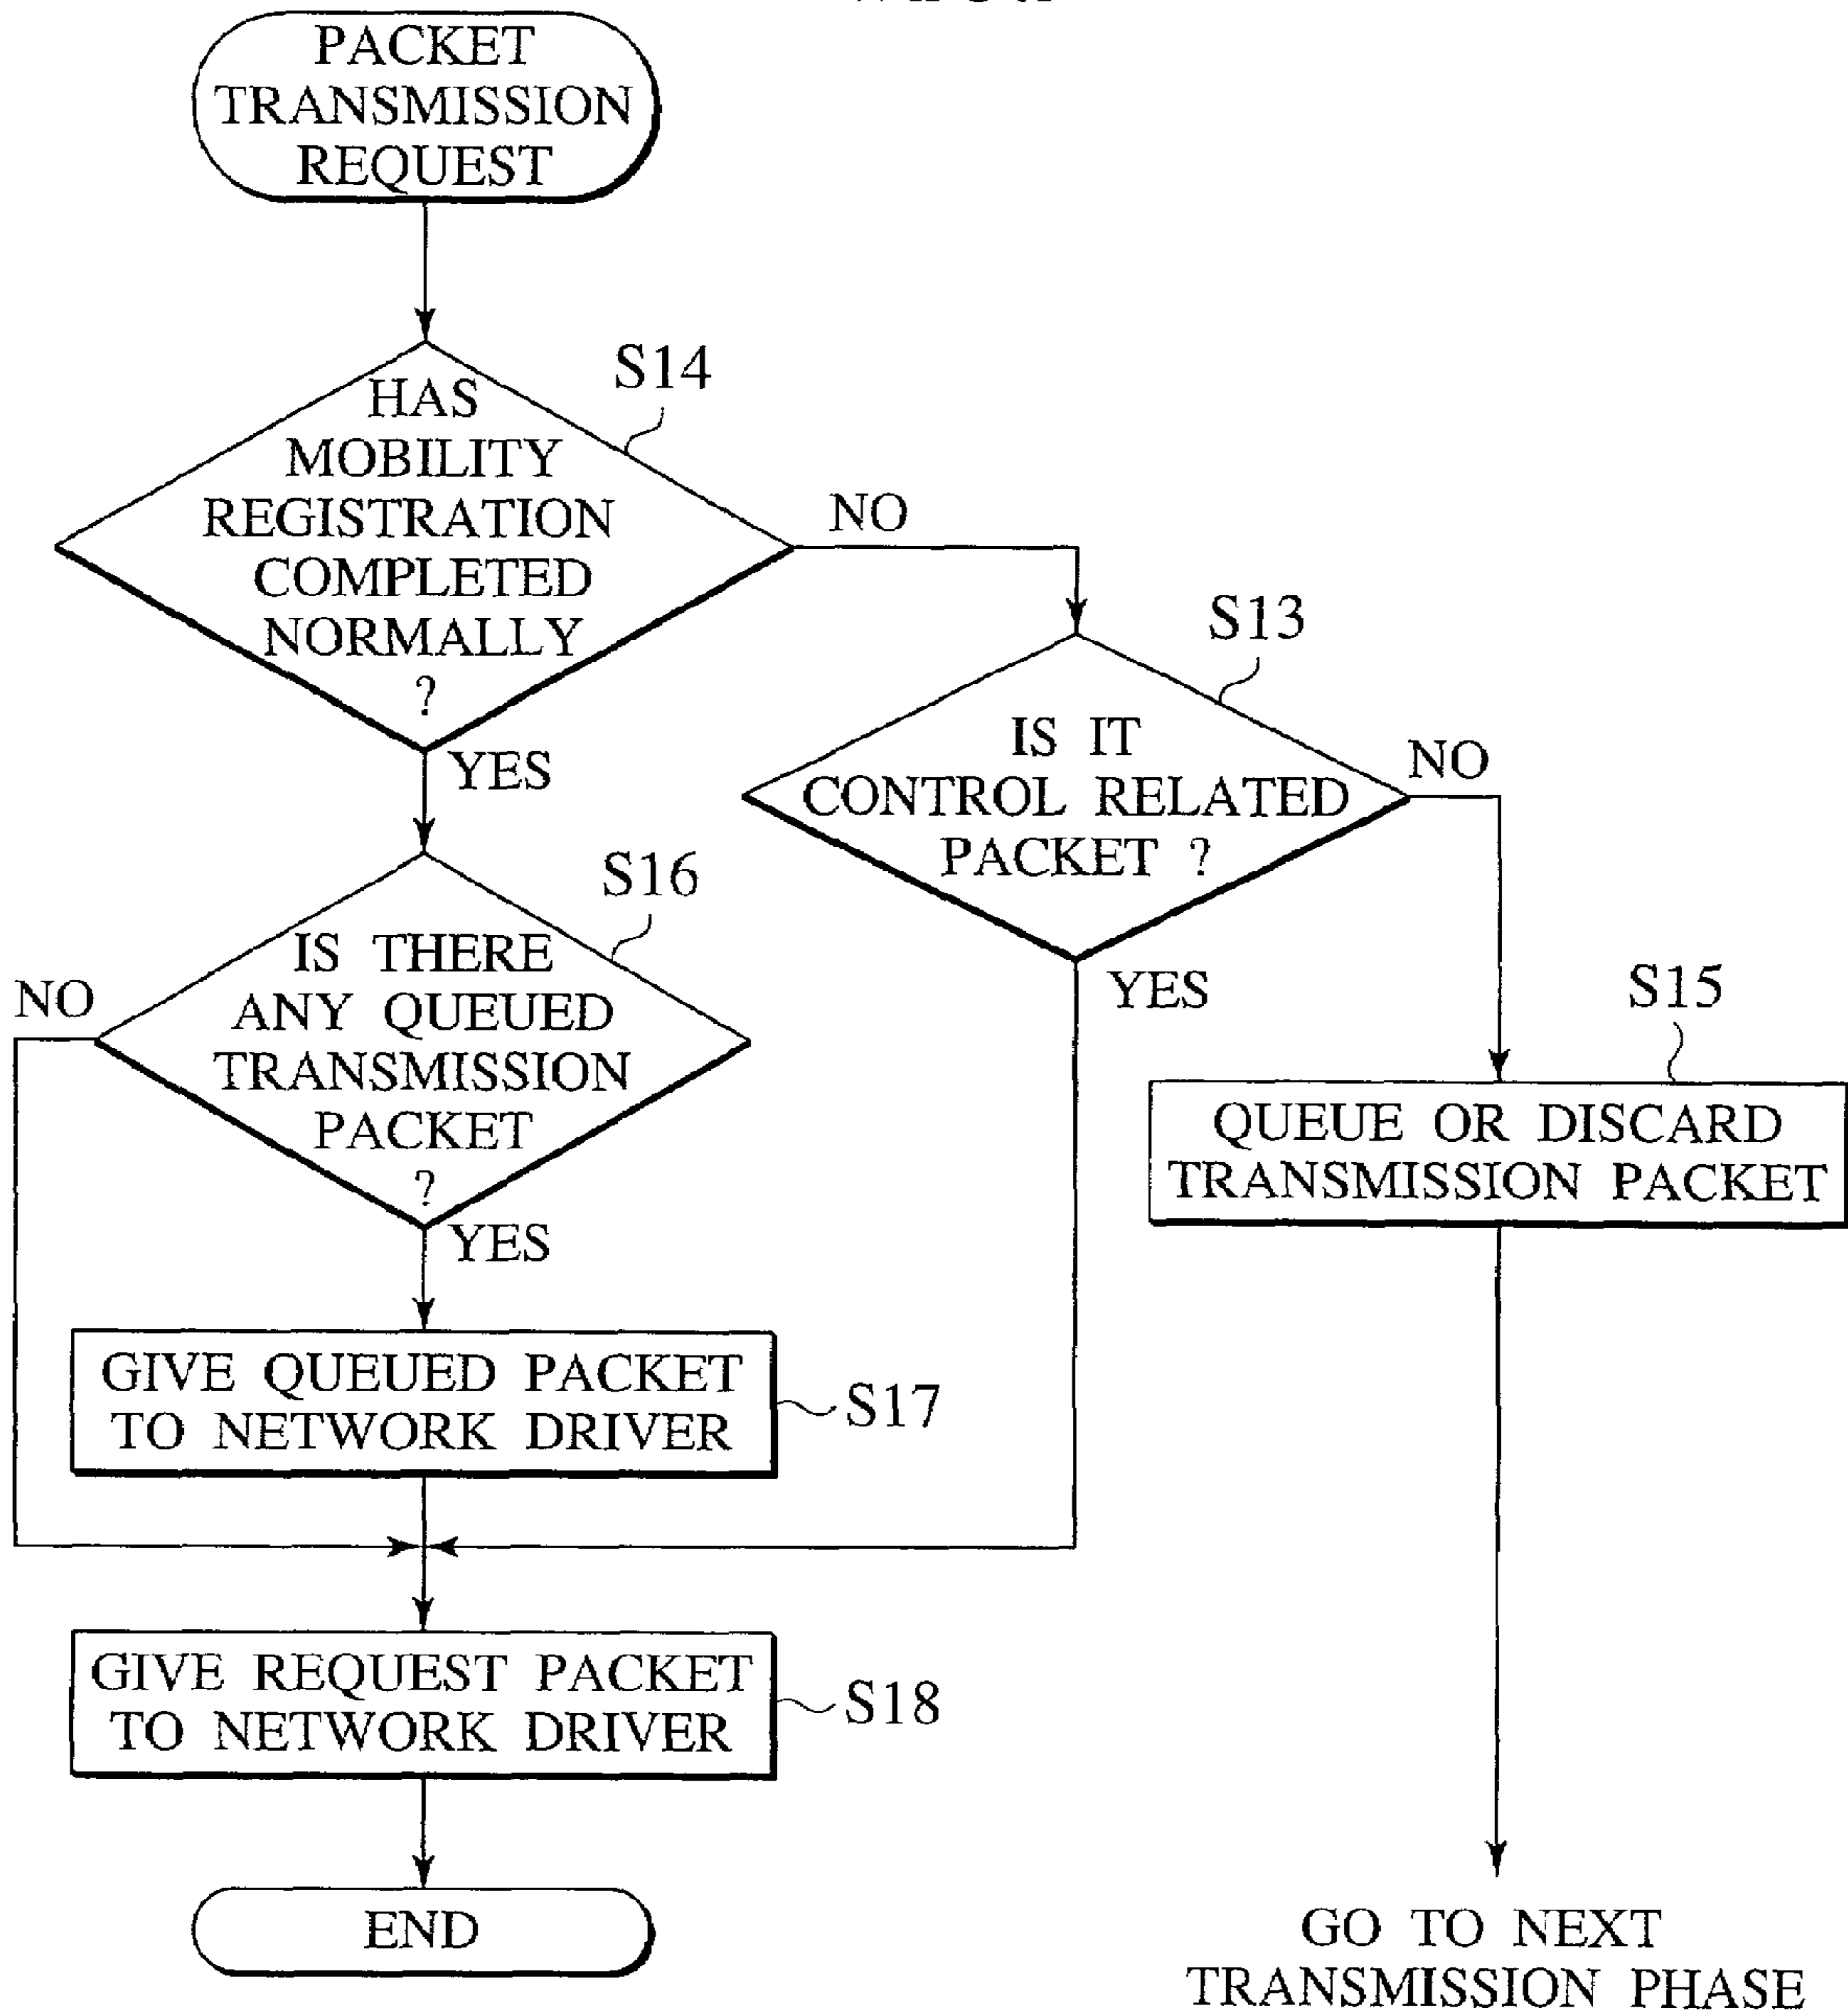 PACKET
TRANSMISSION
REQUEST
S14
HAS
MOBILITY
REGISTRATION
COMPLETED
NORMALLY
?
NO
YES
S13
IS IT
CONTROL RELATED
PACKET ?
NO
YES
S16
IS THERE
ANY QUEUED
TRANSMISSION
PACKET
?
NO
YES
S15
QUEUE OR DISCARD
TRANSMISSION PACKET
GIVE QUEUED PACKET
TO NETWORK DRIVER
S17
GIVE REQUEST PACKET
TO NETWORK DRIVER
S18
END
GO TO NEXT
TRANSMISSION PHASE